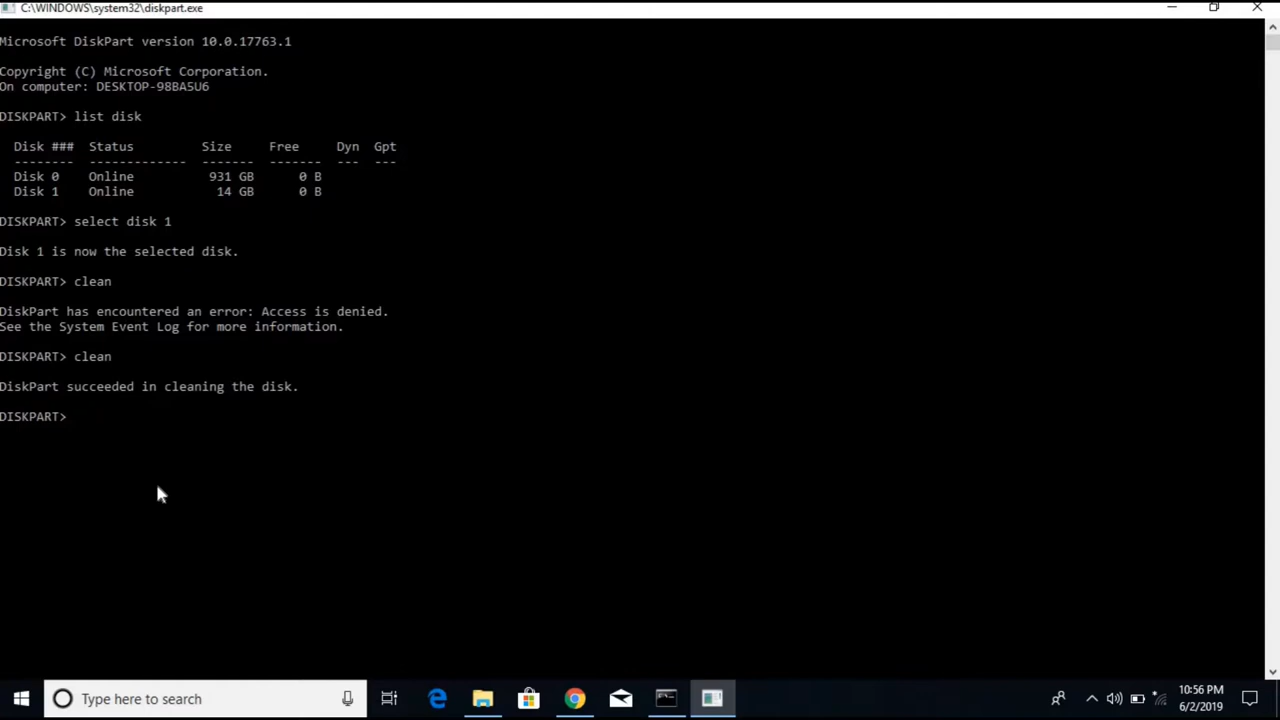 C:\WINDOWS\system32\diskpart.exe
Microsoft DiskPart version 10.0.17763.1
Copyright (C) Microsoft Corporation.
On computer: DESKTOP-98BA5U6
DISKPART> list disk
Disk ###  Status         Size     Free     Dyn  Gpt
--------  -------------  -------  -------  ---  ---
Disk 0    Online          931 GB      0 B
Disk 1    Online           14 GB      0 B
DISKPART> select disk 1
Disk 1 is now the selected disk.
DISKPART> clean
DiskPart has encountered an error: Access is denied.
See the System Event Log for more information.
DISKPART> clean
DiskPart succeeded in cleaning the disk.
DISKPART>
Type here to search
10:56 PM
6/2/2019